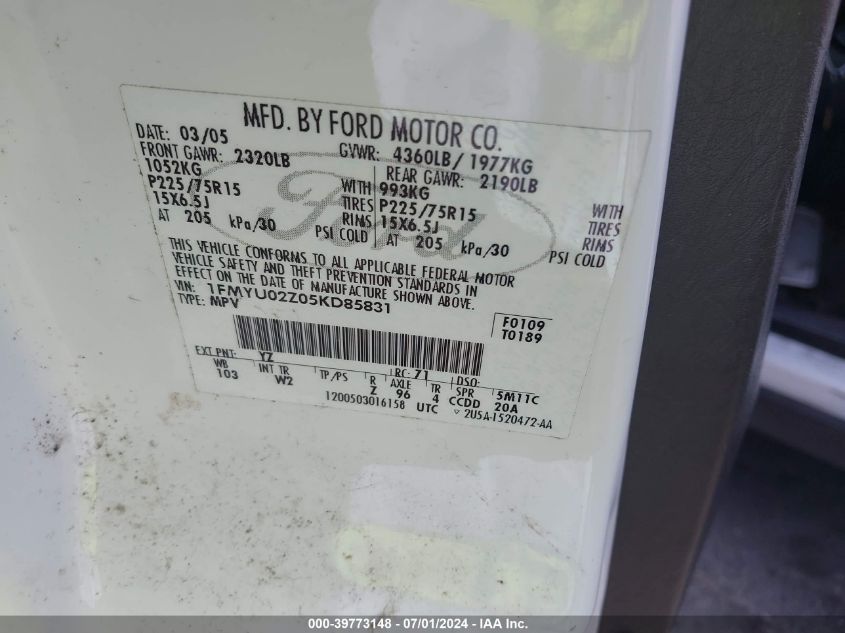 MFD. BY FORD MOTOR CO.
DATE: 03/05 GVWR: 4360LB/ 1977KG
FRONT GAWR: 2320LB REAR GAWR: 2190LB
1052KG WITH 993KG WITH
P225/75R15 TIRES P225/75R15 TIRES
15X6.5J RIMS 15X6.5J RIMS
AT 205 kPa/30 PSI COLD AT 205 kPa/30 PSI COLD
THIS VEHICLE CONFORMS TO ALL APPLICABLE FEDERAL MOTOR
VEHICLE SAFETY AND THEFT PREVENTION STANDARDS IN
EFFECT ON THE DATE OF MANUFACTURE SHOWN ABOVE.
VIN: 1FMYU02Z05KD85831
TYPE: MPV
F0109
T0189
EXT PNT: YZ RC: 71 DSO:
WB INT TR TP/PS R AXLE TR SPR 5M11C
103 W2 Z 96 4 CCDD 20A
1200503016158 UTC 2U5A-1520472-AA
Ford
000-39773148 - 07/01/2024 - IAA Inc.